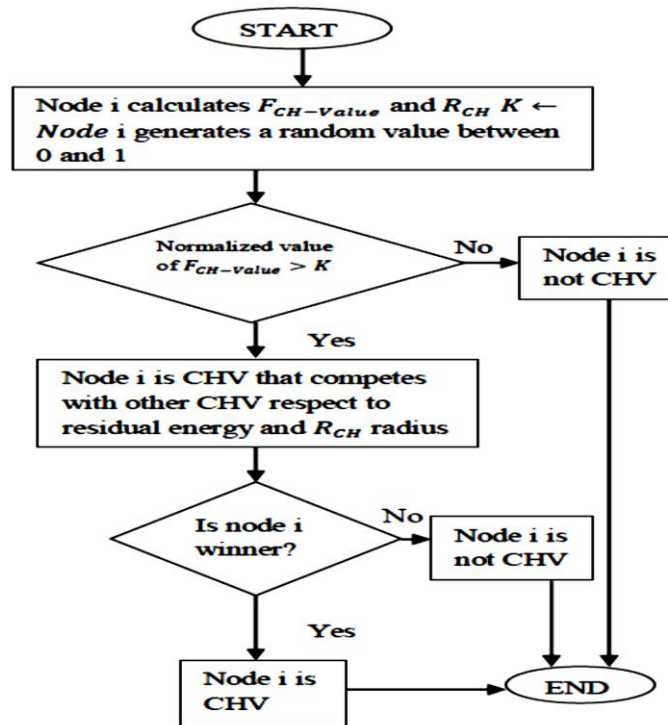 START
Node i calculates F_CH−Value and R_CH K ←
Node i generates a random value between
0 and 1
Normalized value
of F_CH−Value > K
No
Node i is
not CHV
Yes
Node i is CHV that competes
with other CHV respect to
residual energy and R_CH radius
Is node i
winner?
No
Node i is
not CHV
Yes
Node i is
CHV
END